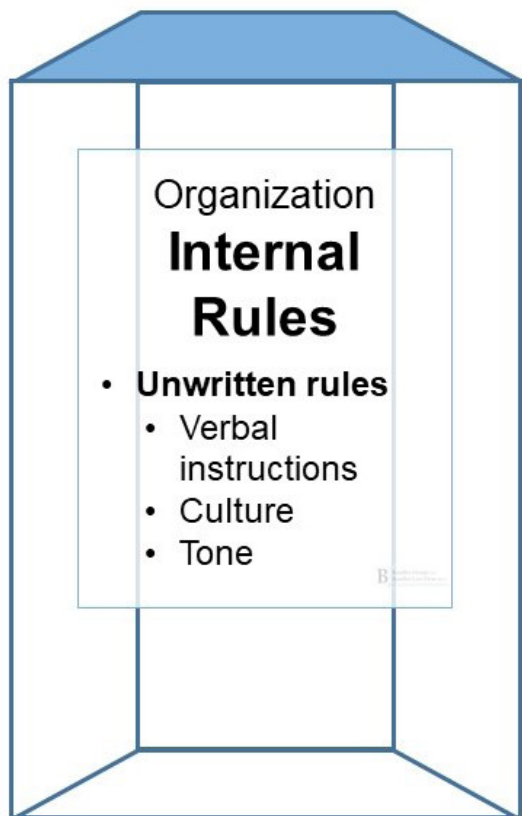 Organization
Internal
Rules
• Unwritten rules
• Verbal
instructions
• Culture
• Tone
B